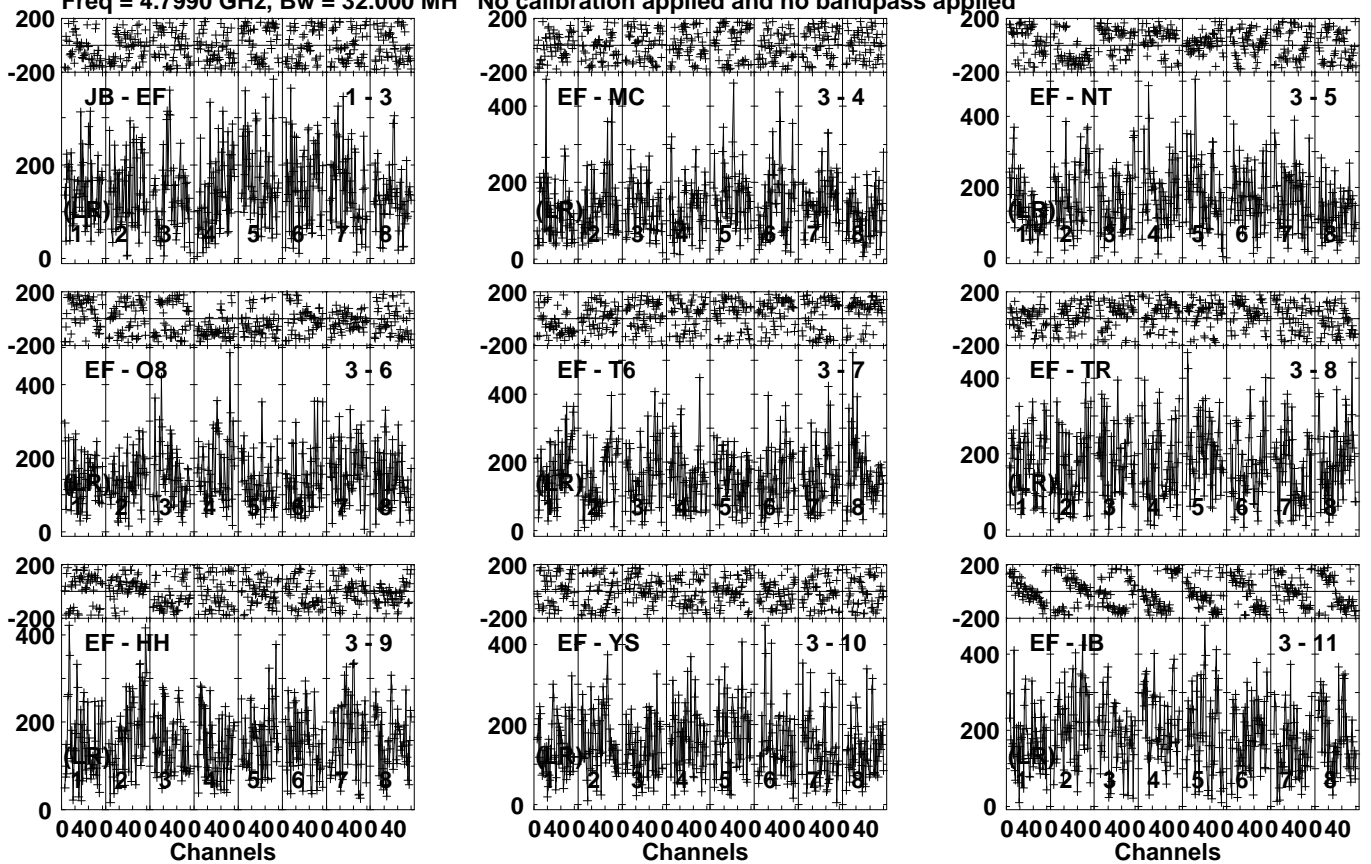 Freq = 4.7990 GHz, Bw = 32.000 MH No calibration applied and no bandpass applied
200 200
-200 -200 -200
JB - EF 1 - 3 EF - MC 3 - 4 EF - NT 3 - 5
400 400
200 200 200
(LR) (LR) (LR)
1 2 3 4 5 6 7 8 1 2 3 4 5 6 7 8 1 2 3 4 5 6 7 8
0 0 0
200 200 200
-200 -200 -200
EF - O8 3 - 6 EF - T6 3 - 7 EF - TR 3 - 8
400 400 400
200 200 200
(LR) (LR) (LR)
1 2 3 4 5 6 7 8 1 2 3 4 5 6 7 8 1 2 3 4 5 6 7 8
0 0 0
200 200 200
-200 -200 -200
EF - HH 3 - 9 EF - YS 3 - 10 EF - IB 3 - 11
400 400 400
200 200 200
(LR) (LR) (LR)
1 2 3 4 5 6 7 8 1 2 3 4 5 6 7 8 1 2 3 4 5 6 7 8
0 0 0
0 40 0 40 0 40 0 40 0 40 0 40 0 40 0 40 0 40 0 40 0 40 0 40 0 40 0 40 0 40 0 40 0 40 0 40 0 40 0 40 0 40 0 40 0 40 0 40
Channels Channels Channels